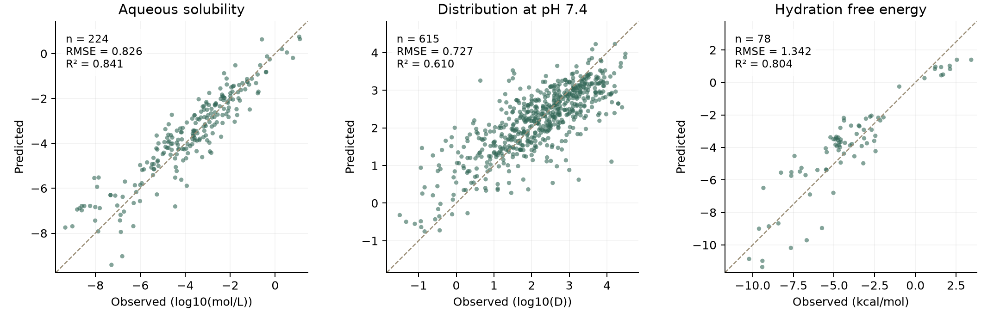 Aqueous solubility
n = 224
RMSE = 0.826
R² = 0.841
Predicted
0
−2
−4
−6
−8
−8 −6 −4 −2 0
Observed (log10(mol/L))
Distribution at pH 7.4
n = 615
RMSE = 0.727
R² = 0.610
Predicted
4
3
2
1
0
−1
−1 0 1 2 3 4
Observed (log10(D))
Hydration free energy
n = 78
RMSE = 1.342
R² = 0.804
Predicted
2
0
−2
−4
−6
−8
−10
−10.0 −7.5 −5.0 −2.5 0.0 2.5
Observed (kcal/mol)